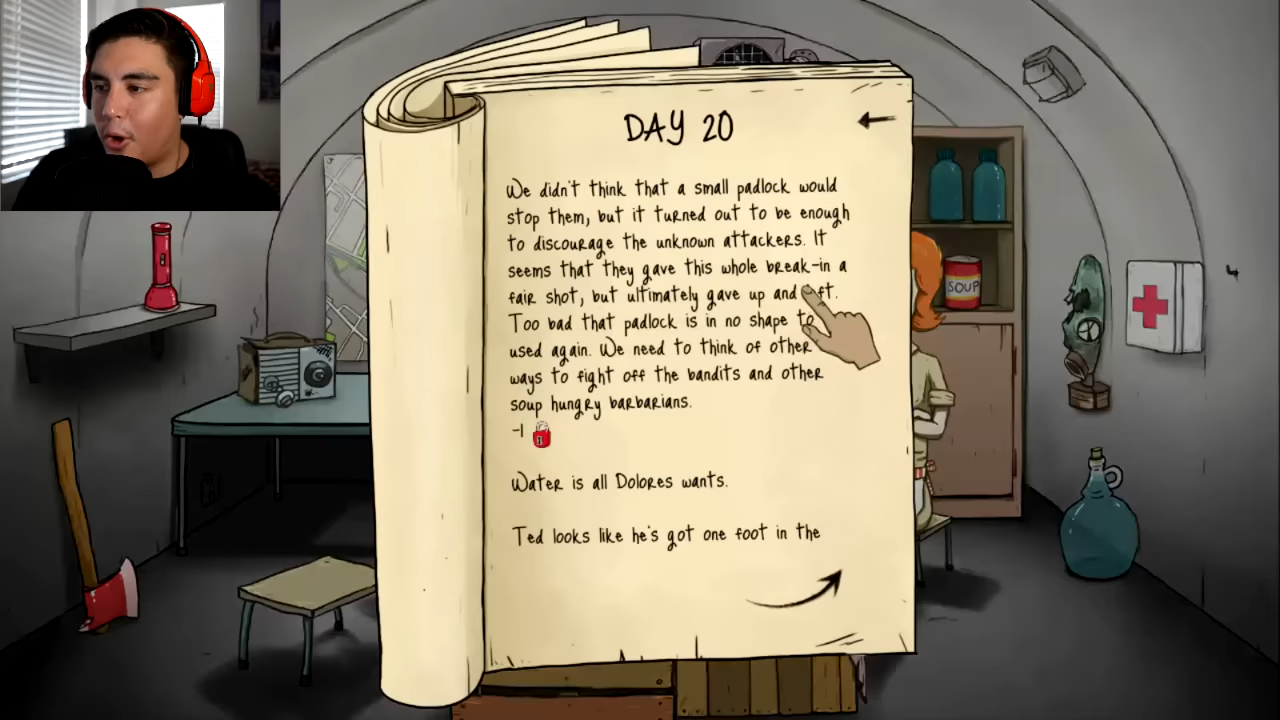 DAY 20
We didn't think that a small padlock would
stop them, but it turned out to be enough
to discourage the unknown attackers. It
seems that they gave this whole break-in a
fair shot, but ultimately gave up and ft.
Too bad that padlock is in no shape to
used again. We need to think of other
ways to fight off the bandits and other
soup hungry barbarians.
-1
Water is all Dolores wants.
Ted looks like he's got one foot in the
SOUP